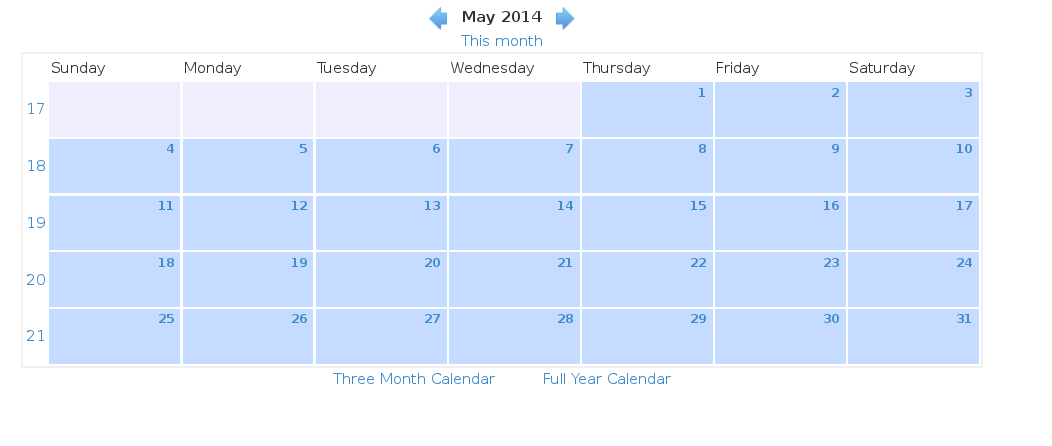 May 2014
This month
Sunday Monday Tuesday Wednesday Thursday Friday Saturday
17 1 2 3
18 4 5 6 7 8 9 10
19 11 12 13 14 15 16 17
20 18 19 20 21 22 23 24
21 25 26 27 28 29 30 31
Three Month Calendar Full Year Calendar